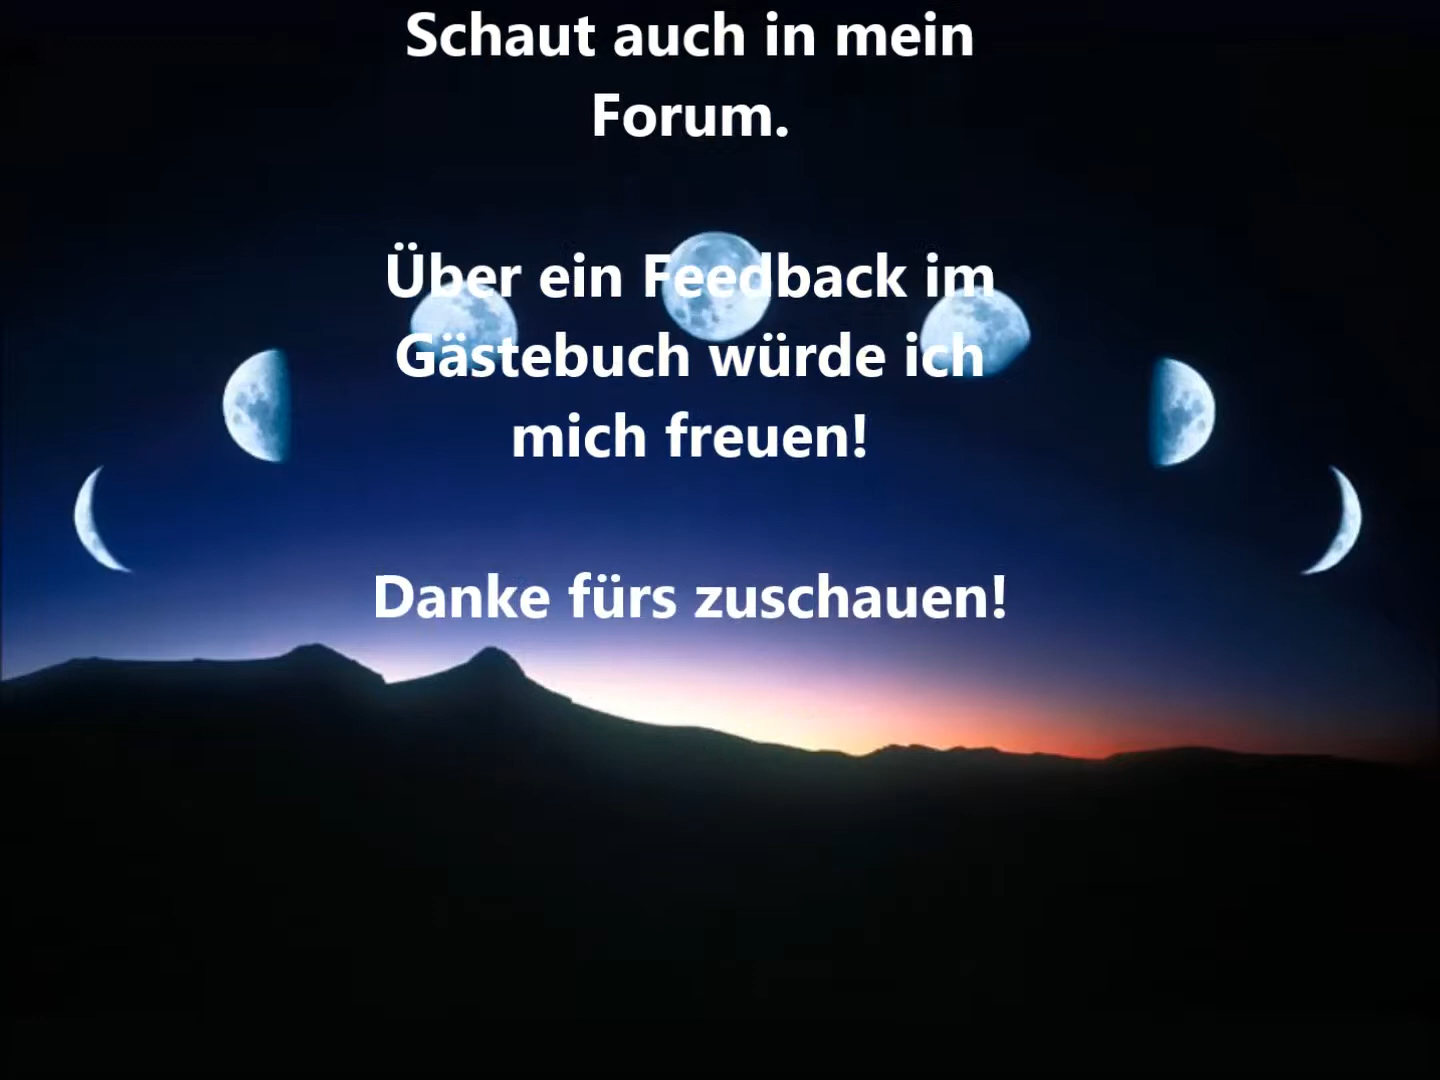 Schaut auch in mein
Forum.
Über ein Feedback im
Gästebuch würde ich
mich freuen!
Danke fürs zuschauen!